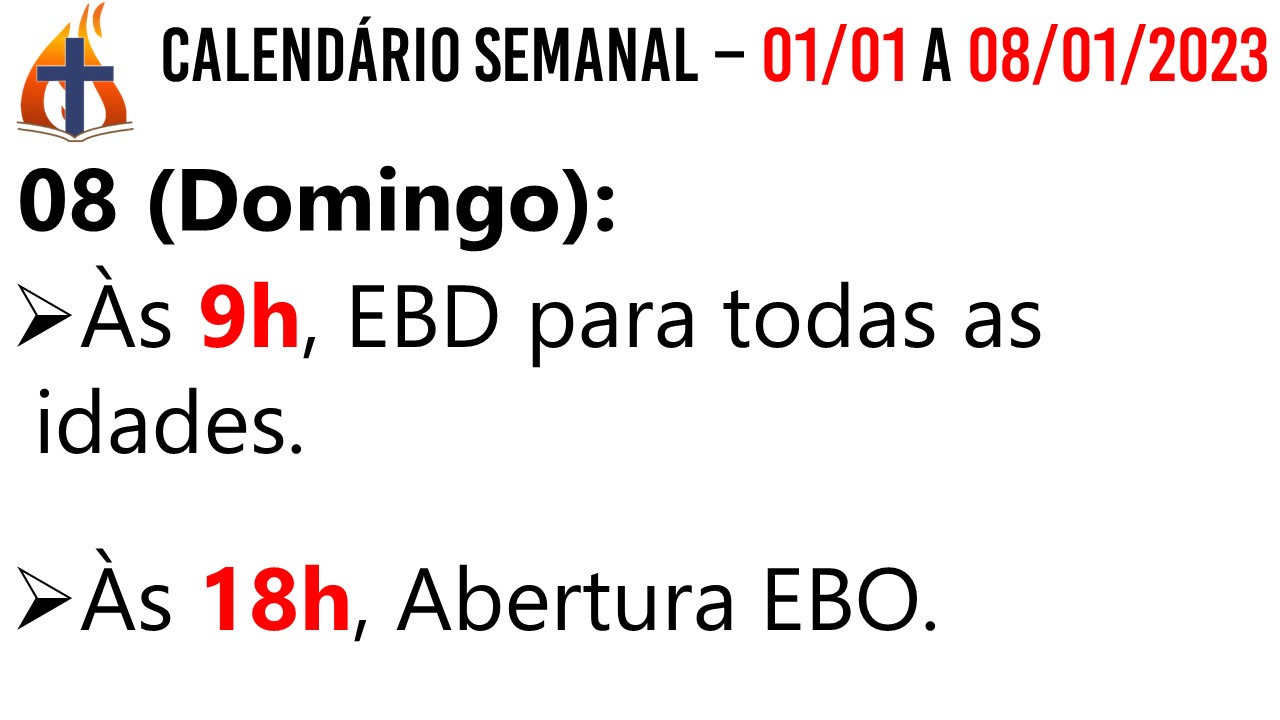 CALENDÁRIO SEMANAL – 01/01 A 08/01/2023
08 (Domingo):
➢Às 9h, EBD para todas as
idades.
➢Às 18h, Abertura EBO.